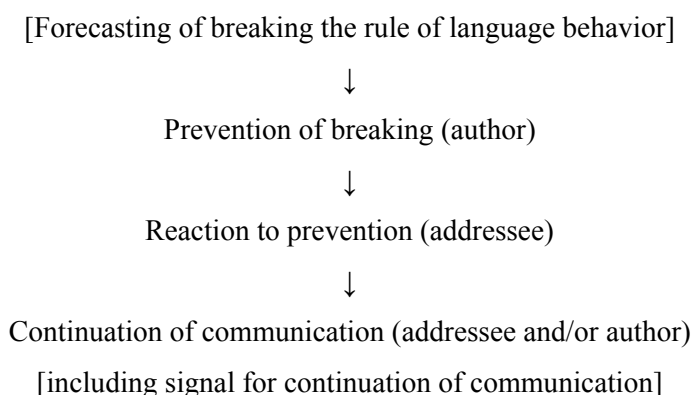 [Forecasting of breaking the rule of language behavior]
↓
Prevention of breaking (author)
↓
Reaction to prevention (addressee)
↓
Continuation of communication (addressee and/or author)
[including signal for continuation of communication]